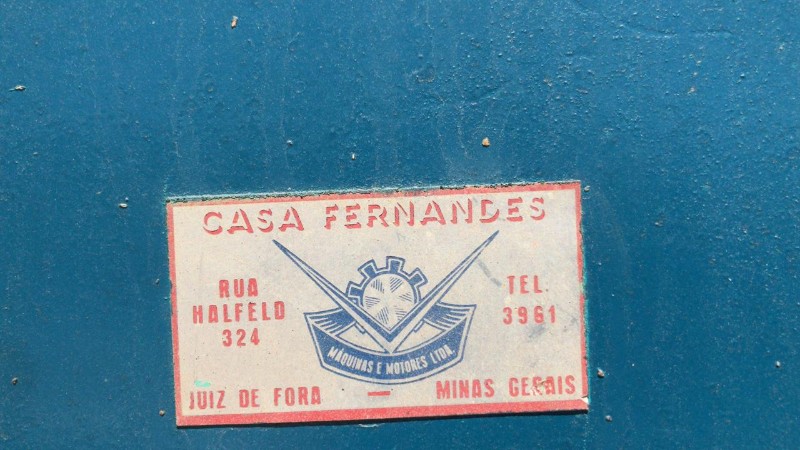 CASA FERNANDES
RUA
HALFELD
324
TEL.
3961
MÁQUINAS E MOTORES LTDA.
JUIZ DE FORA — MINAS GERAIS